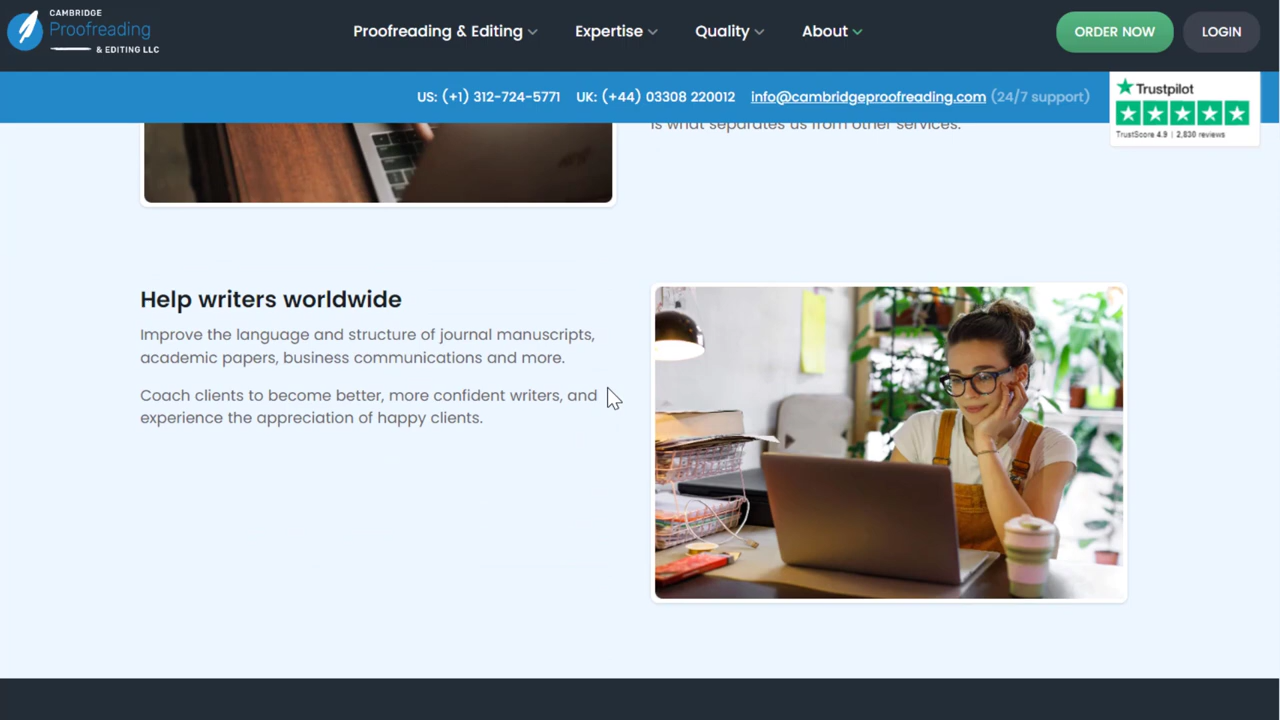 CAMBRIDGE
Proofreading
& EDITING LLC
Proofreading & Editing
Expertise
Quality
About
ORDER NOW
LOGIN
US: (+1) 312-724-5771 UK: (+44) 03308 220012 info@cambridgeproofreading.com (24/7 support)
Trustpilot
TrustScore 4.9 | 2,830 reviews
is what separates us from other services.
Help writers worldwide
Improve the language and structure of journal manuscripts,
academic papers, business communications and more.
Coach clients to become better, more confident writers, and
experience the appreciation of happy clients.